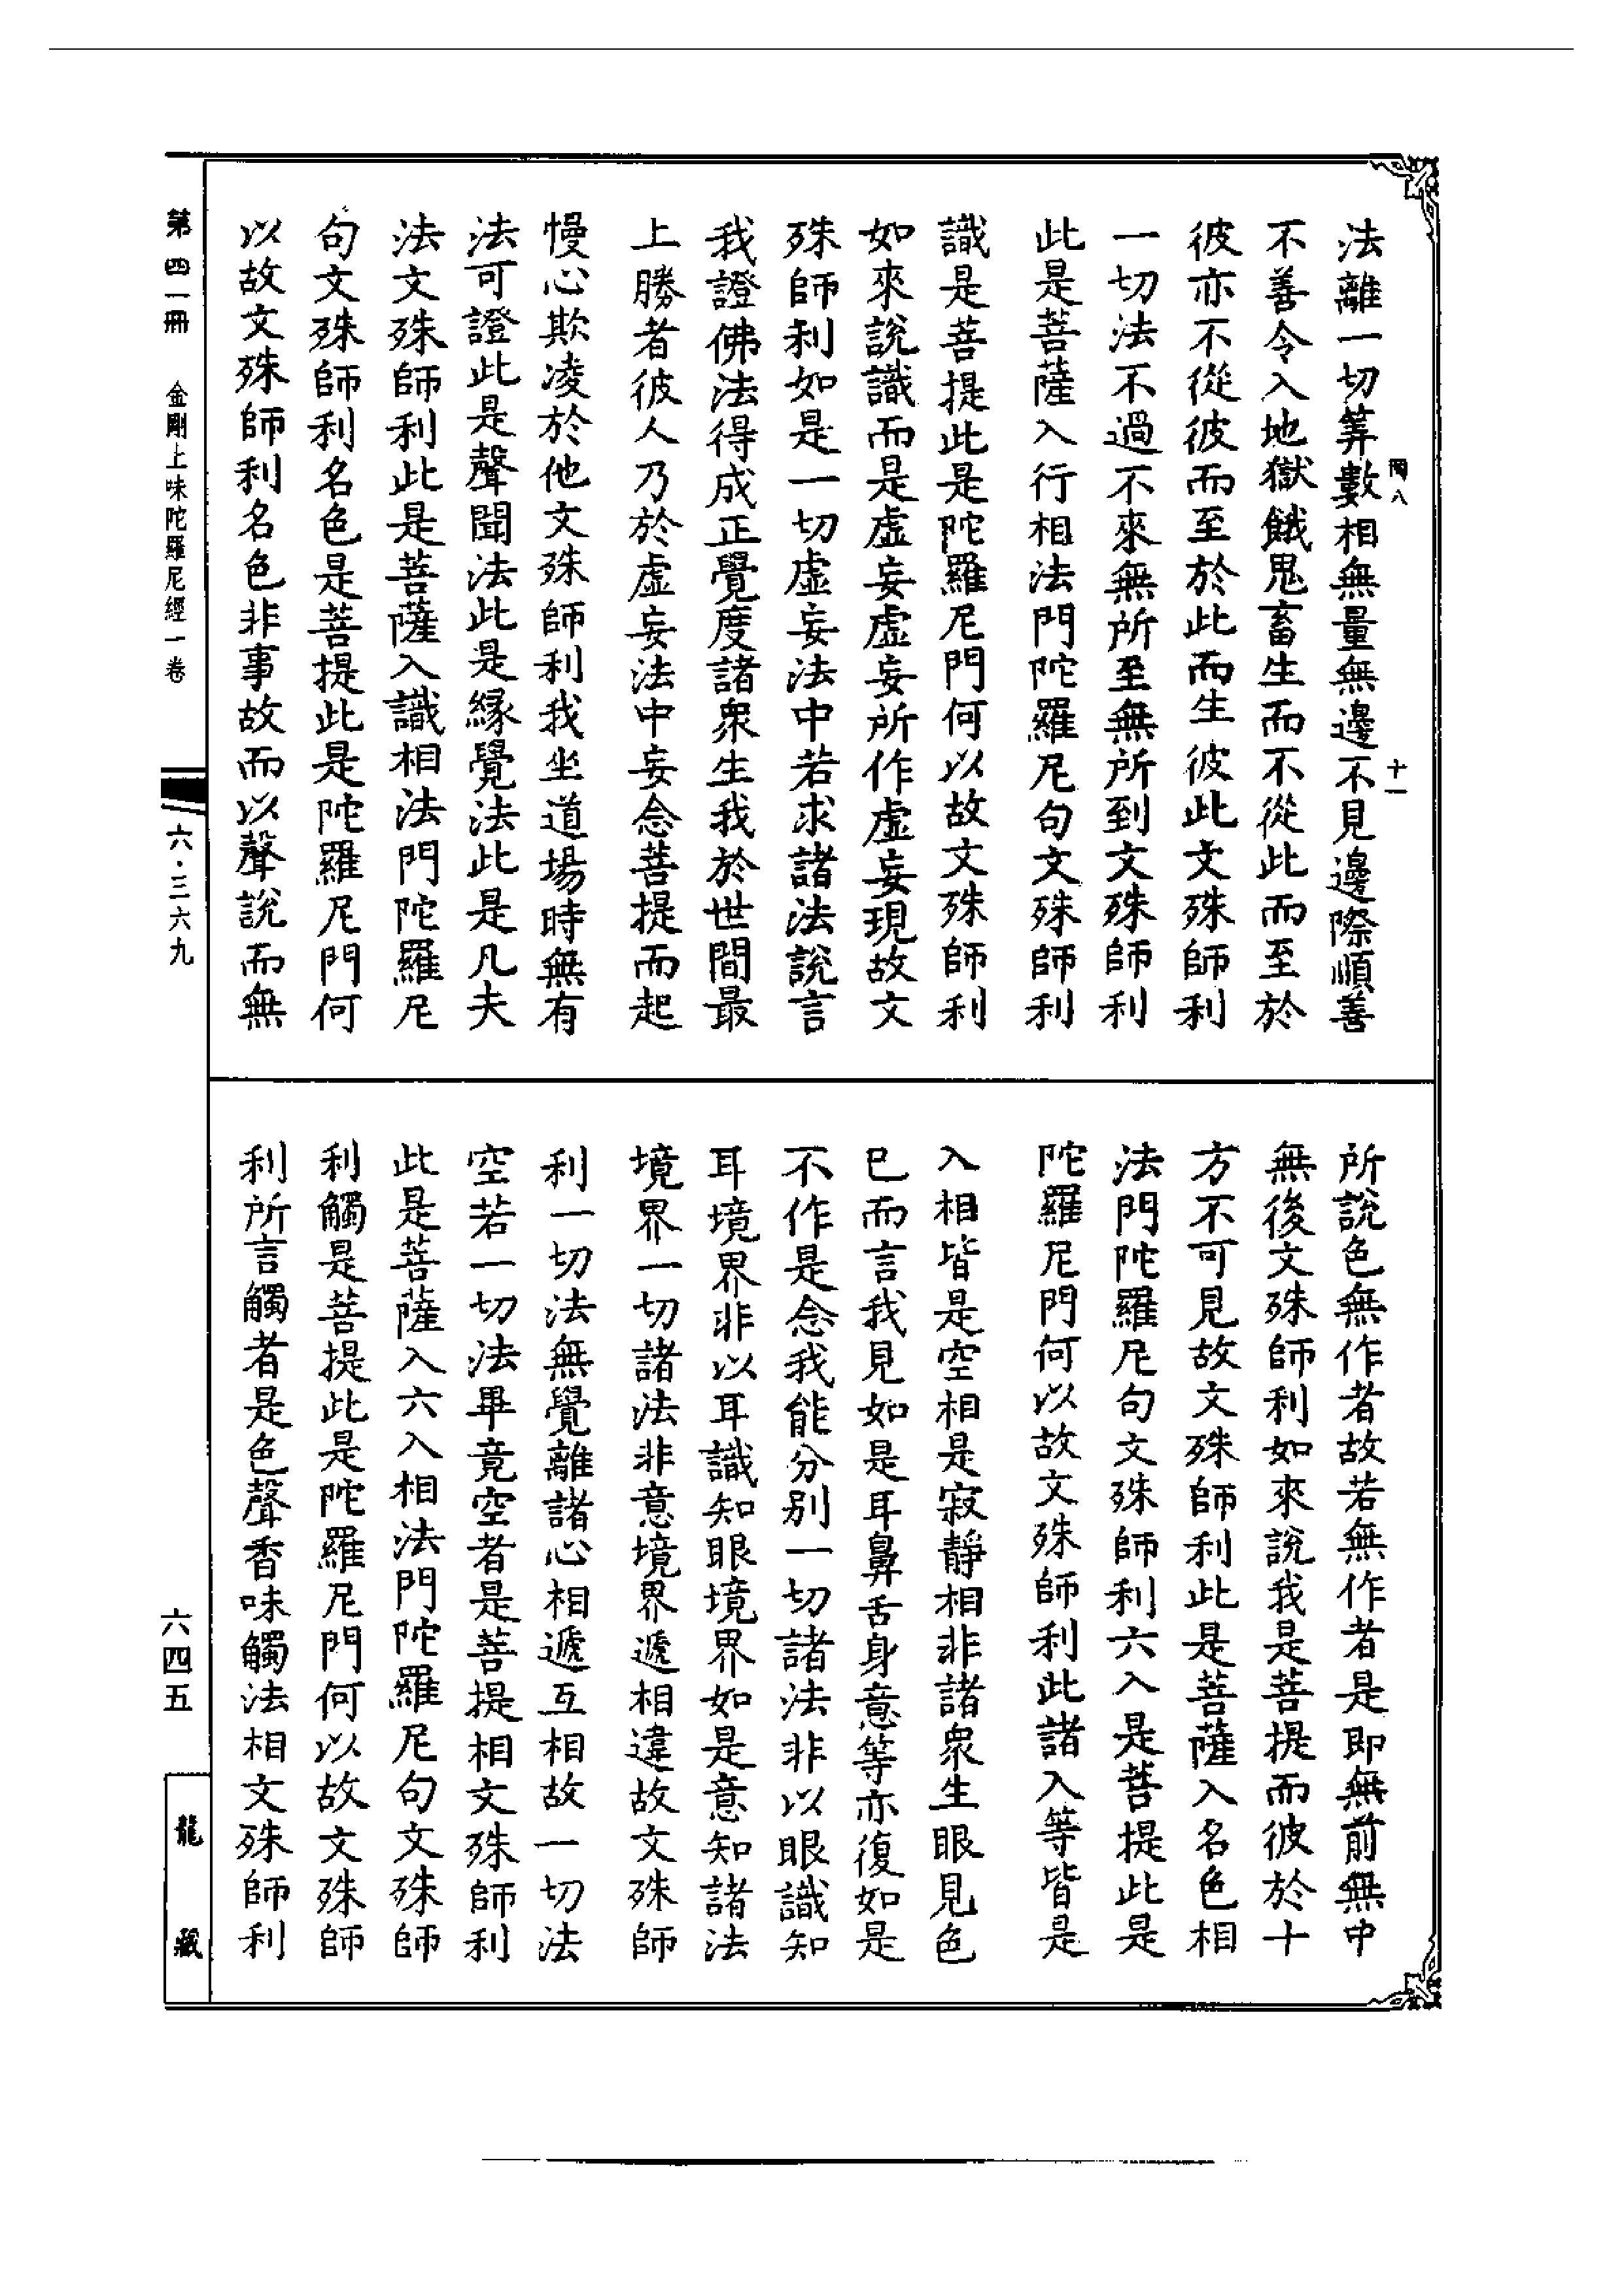 法離一切筭數相無量無邊不見邊際順善
不善令入地獄餓鬼畜生而不從此而至於
彼亦不從彼而至於此而生彼此文殊師利
一切法不過不來無所至無所到文殊師利
此是菩薩入行相法門陀羅尼句文殊師利
識是菩提此是陀羅尼門何以故文殊師利
如來說識而是虛妄虛妄所作虛妄現故文
殊師利如是一切虛妄法中若求諸法說言
我證佛法得成正覺度諸衆生我於世間最
上勝者彼人乃於虛妄法中妄念菩提而起
慢心欺凌於他文殊師利我坐道場時無有
法可證此是聲聞法此是緣覺法此是凡夫
法文殊師利此是菩薩入識相法門陀羅尼
句文殊師利名色是菩提此是陀羅尼門何
以故文殊師利名色非事故而以聲說而無
所說色無作者故若無作者是即無前無中
無後文殊師利如來說我是菩提而彼於十
方不可見故文殊師利此是菩薩入名色相
法門陀羅尼句文殊師利六入是菩提此是
陀羅尼門何以故文殊師利此諸入等皆是
入相皆是空相是寂靜相非諸衆生眼見色
已而言我見如是耳鼻舌身意等亦復如是
不作是念我能分別一切諸法非以眼識知
耳境界非以耳識知眼境界如是意知諸法
境界一切諸法非意境界遞相違故文殊師
利一切法無覺離諸心相遞互相故一切法
空若一切法畢竟空者是菩提相文殊師利
此是菩薩入六入相法門陀羅尼句文殊師
利觸是菩提此是陀羅尼門何以故文殊師
利所言觸者是色聲香味觸法相文殊師利
第四一冊 金剛上味陀羅尼經一卷
六·三六九
六四五
龍藏
十一